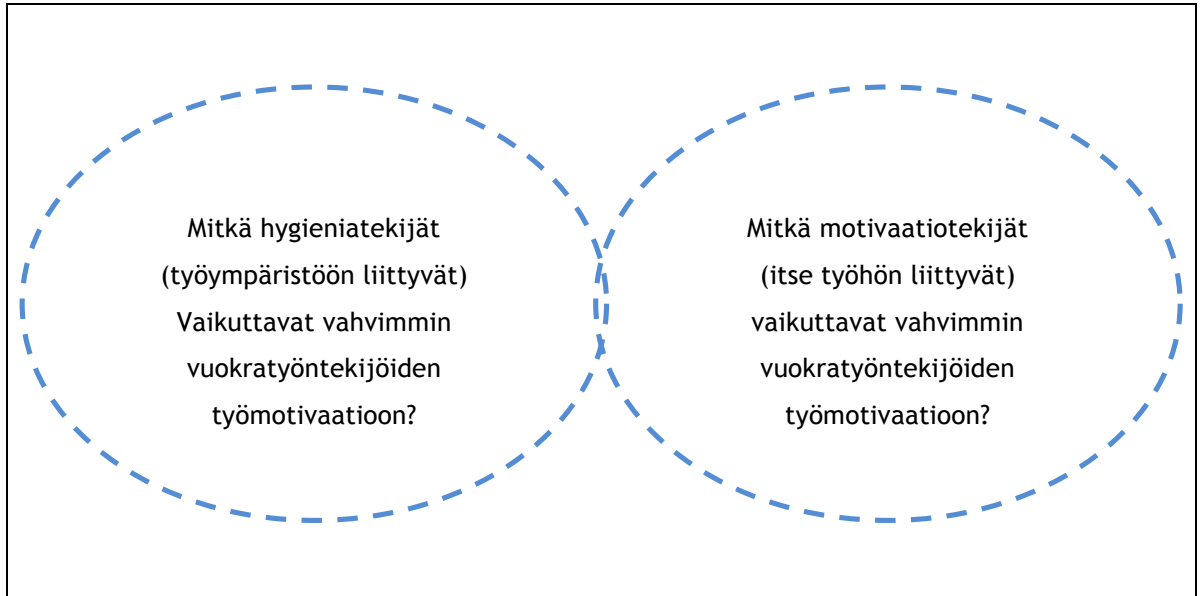 Mitkä hygieniatekijät
(työympäristöön liittyvät)
Vaikuttavat vahvimmin
vuokratyöntekijöiden
työmotivaatioon?
Mitkä motivaatiotekijät
(itse työhön liittyvät)
vaikuttavat vahvimmin
vuokratyöntekijöiden
työmotivaatioon?